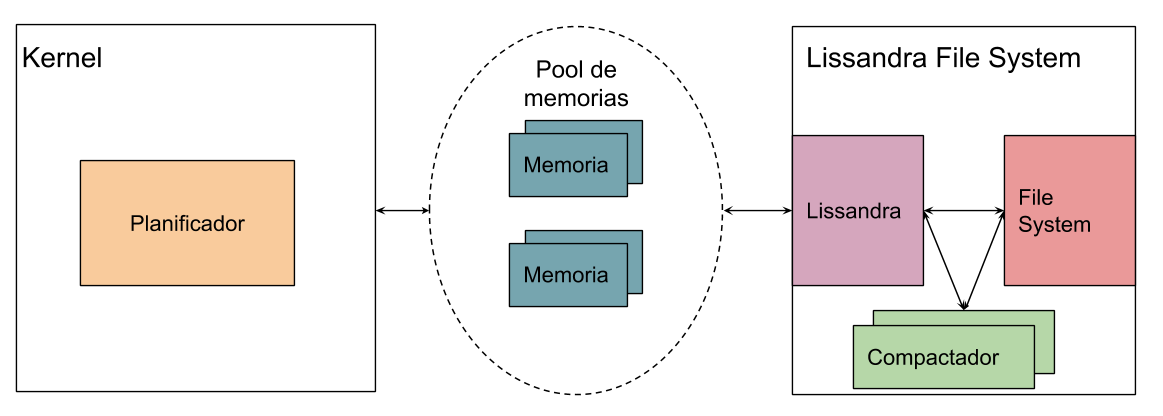 Kernel
Planificador
Pool de
memorias
Memoria
Memoria
Lissandra File System
Lissandra
File
System
Compactador